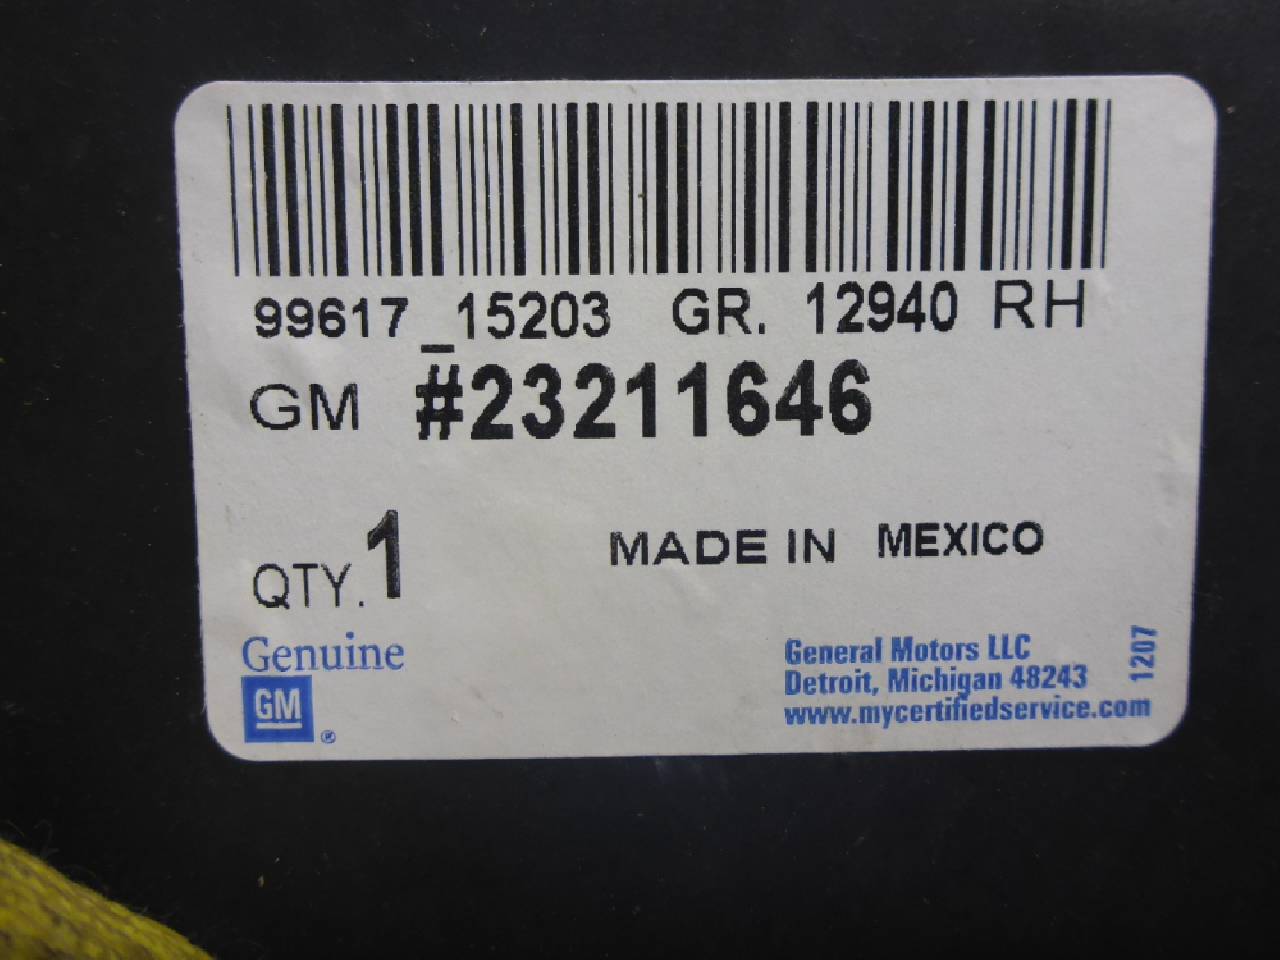 99617_15203 GR. 12940 RH
GM #23211646
QTY. 1 MADE IN MEXICO
Genuine
GM
General Motors LLC
Detroit, Michigan 48243
www.mycertifiedservice.com
1207